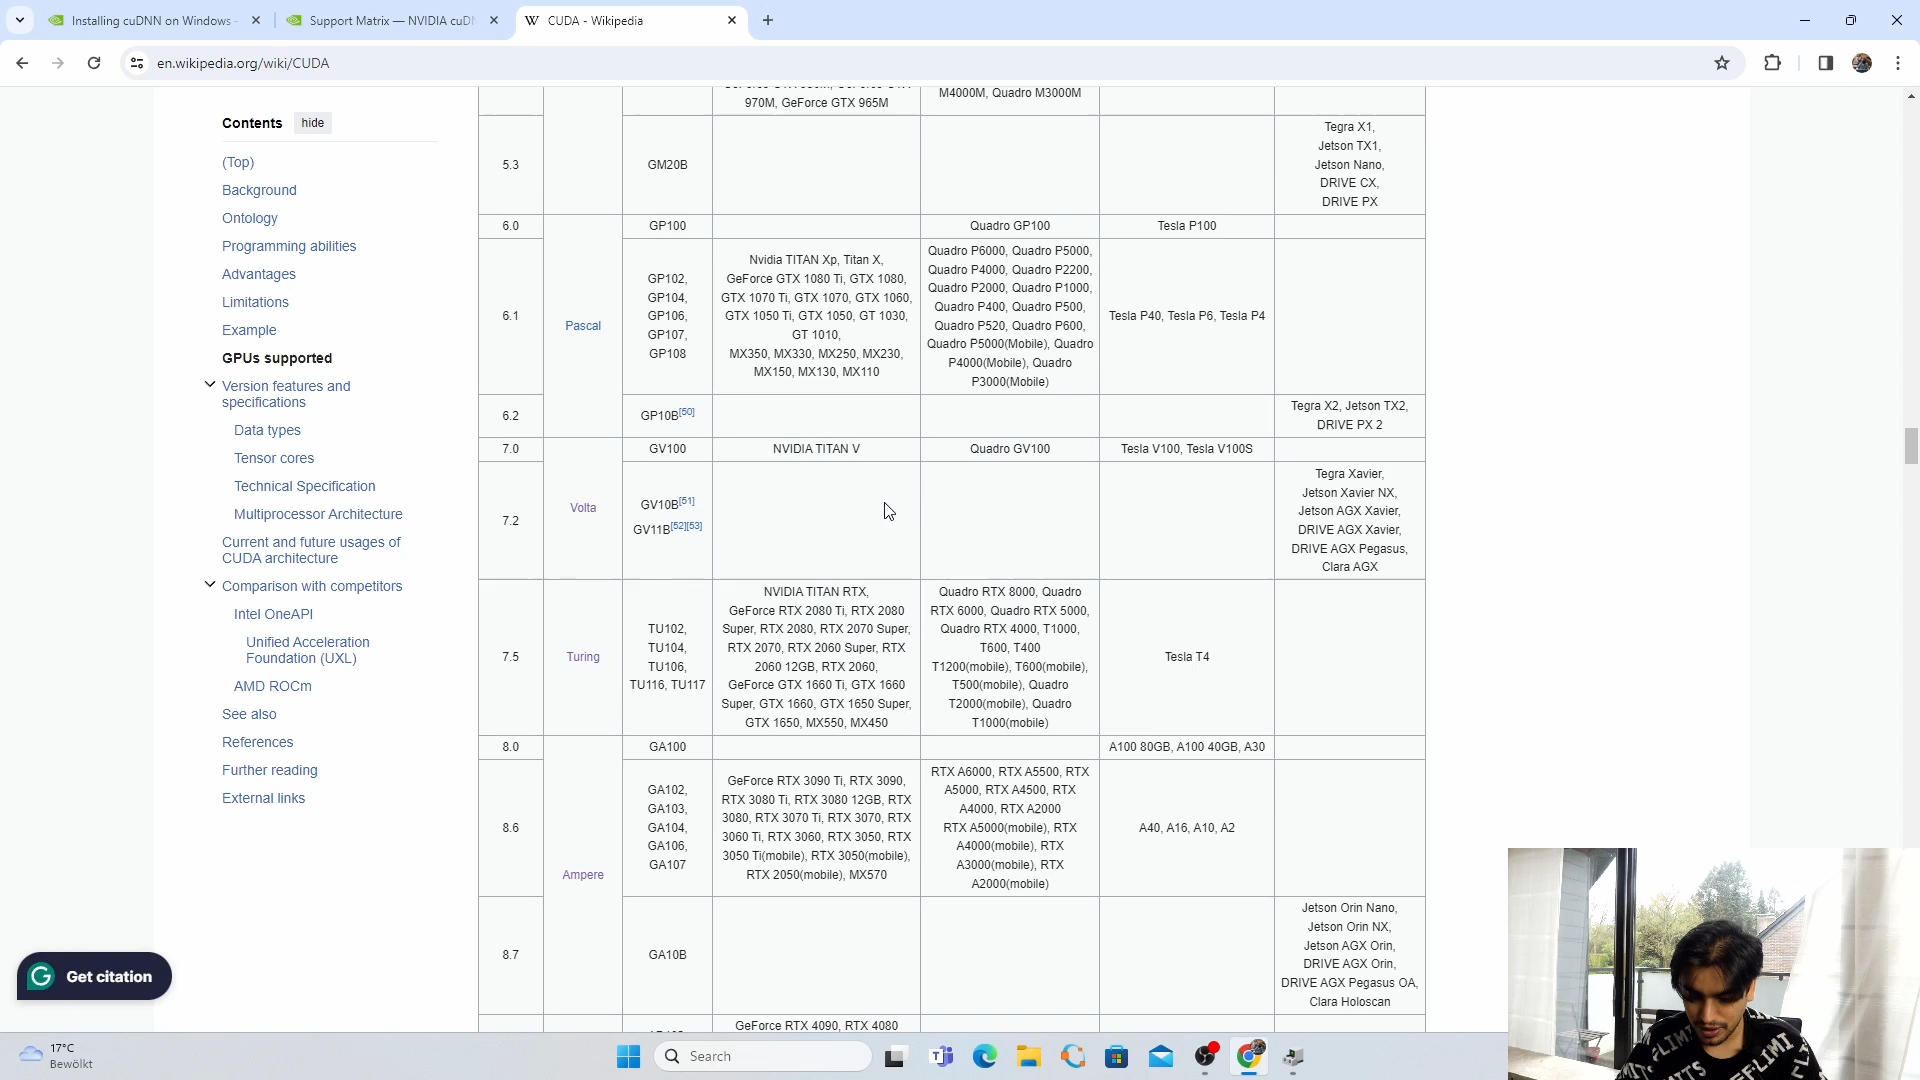 Installing cuDNN on Windows
Support Matrix — NVIDIA cuDN
W CUDA - Wikipedia
en.wikipedia.org/wiki/CUDA
Contents hide
(Top)
Background
Ontology
Programming abilities
Advantages
Limitations
Example
GPUs supported
Version features and
specifications
Data types
Tensor cores
Technical Specification
Multiprocessor Architecture
Current and future usages of
CUDA architecture
Comparison with competitors
Intel OneAPI
Unified Acceleration
Foundation (UXL)
AMD ROCm
See also
References
Further reading
External links
970M, GeForce GTX 965M
M4000M, Quadro M3000M
5.3
GM20B
Tegra X1,
Jetson TX1,
Jetson Nano,
DRIVE CX,
DRIVE PX
6.0
GP100
Quadro GP100
Tesla P100
6.1
Pascal
GP102,
GP104,
GP106,
GP107,
GP108
Nvidia TITAN Xp, Titan X,
GeForce GTX 1080 Ti, GTX 1080,
GTX 1070 Ti, GTX 1070, GTX 1060,
GTX 1050 Ti, GTX 1050, GT 1030,
GT 1010,
MX350, MX330, MX250, MX230,
MX150, MX130, MX110
Quadro P6000, Quadro P5000,
Quadro P4000, Quadro P2200,
Quadro P2000, Quadro P1000,
Quadro P400, Quadro P500,
Quadro P520, Quadro P600,
Quadro P5000(Mobile), Quadro
P4000(Mobile), Quadro
P3000(Mobile)
Tesla P40, Tesla P6, Tesla P4
6.2
GP10B[50]
Tegra X2, Jetson TX2,
DRIVE PX 2
7.0
GV100
NVIDIA TITAN V
Quadro GV100
Tesla V100, Tesla V100S
7.2
Volta
GV10B[51]
GV11B[52][53]
Tegra Xavier,
Jetson Xavier NX,
Jetson AGX Xavier,
DRIVE AGX Xavier,
DRIVE AGX Pegasus,
Clara AGX
7.5
Turing
TU102,
TU104,
TU106,
TU116, TU117
NVIDIA TITAN RTX,
GeForce RTX 2080 Ti, RTX 2080
Super, RTX 2080, RTX 2070 Super,
RTX 2070, RTX 2060 Super, RTX
2060 12GB, RTX 2060,
GeForce GTX 1660 Ti, GTX 1660
Super, GTX 1660, GTX 1650 Super,
GTX 1650, MX550, MX450
Quadro RTX 8000, Quadro
RTX 6000, Quadro RTX 5000,
Quadro RTX 4000, T1000,
T600, T400
T1200(mobile), T600(mobile),
T500(mobile), Quadro
T2000(mobile), Quadro
T1000(mobile)
Tesla T4
8.0
GA100
A100 80GB, A100 40GB, A30
8.6
Ampere
GA102,
GA103,
GA104,
GA106,
GA107
GeForce RTX 3090 Ti, RTX 3090,
RTX 3080 Ti, RTX 3080 12GB, RTX
3080, RTX 3070 Ti, RTX 3070, RTX
3060 Ti, RTX 3060, RTX 3050, RTX
3050 Ti(mobile), RTX 3050(mobile),
RTX 2050(mobile), MX570
RTX A6000, RTX A5500, RTX
A5000, RTX A4500, RTX
A4000, RTX A2000
RTX A5000(mobile), RTX
A4000(mobile), RTX
A3000(mobile), RTX
A2000(mobile)
A40, A16, A10, A2
8.7
GA10B
Jetson Orin Nano,
Jetson Orin NX,
Jetson AGX Orin,
DRIVE AGX Orin,
DRIVE AGX Pegasus OA,
Clara Holoscan
GeForce RTX 4090, RTX 4080
G Get citation
17°C
Bewölkt
Search